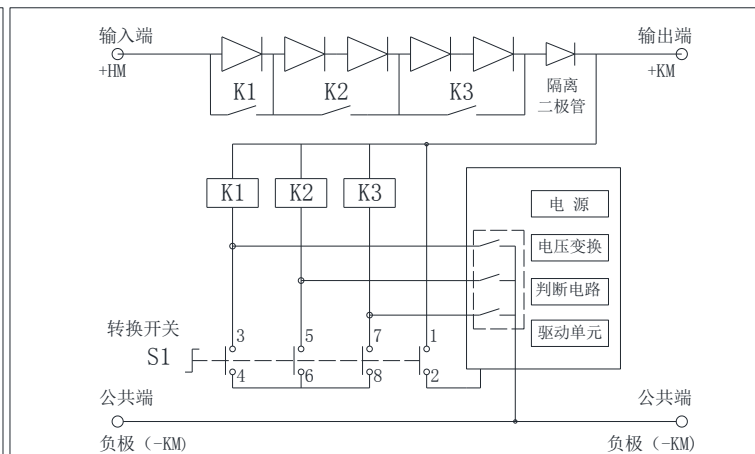 输入端
+HM
K1
K2
K3
隔离
二极管
输出端
+KM
K1
K2
K3
电 源
电压变换
判断电路
驱动单元
转换开关
S1
3
5
7
1
4
6
8
2
公共端
负极（-KM)
公共端
负极（-KM)